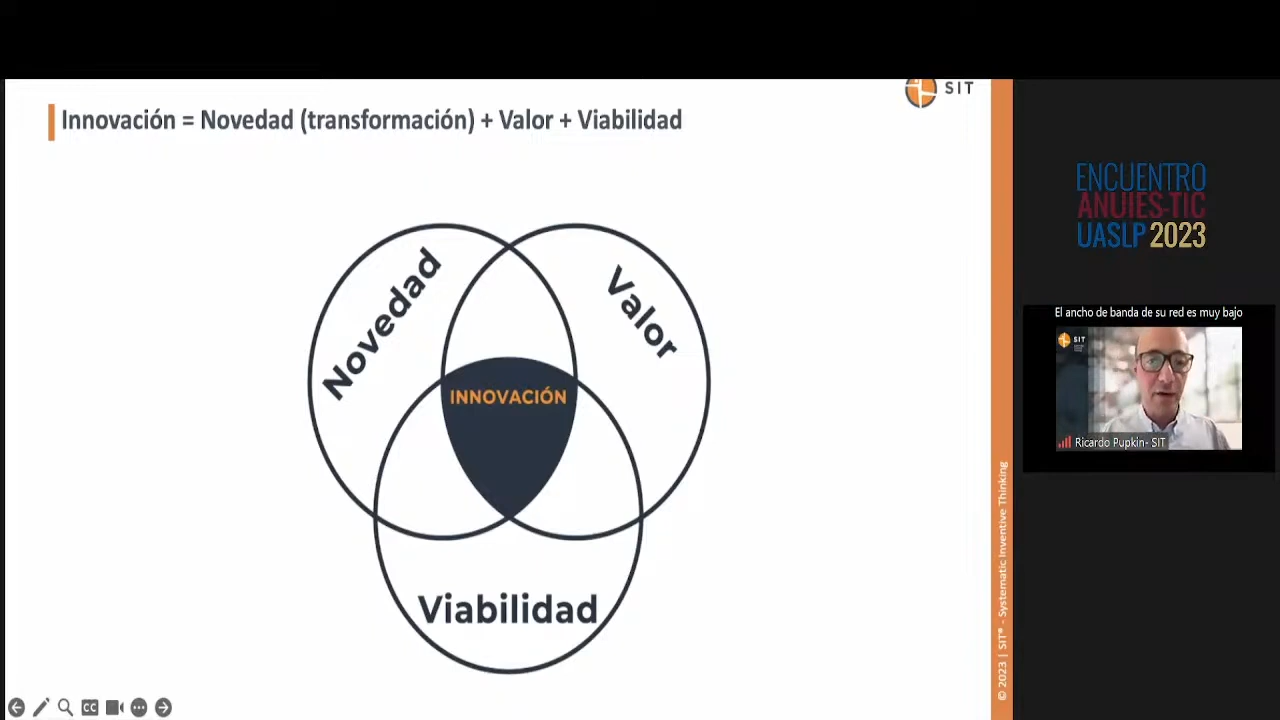 SIT
Innovación = Novedad (transformación) + Valor + Viabilidad
Novedad
Valor
INNOVACIÓN
Viabilidad
© 2023 | SIT® - Systematic Inventive Thinking
ENCUENTRO
ANUIES-TIC
UASLP 2023
El ancho de banda de su red es muy bajo
SIT
Ricardo Pupkin- SIT
CC